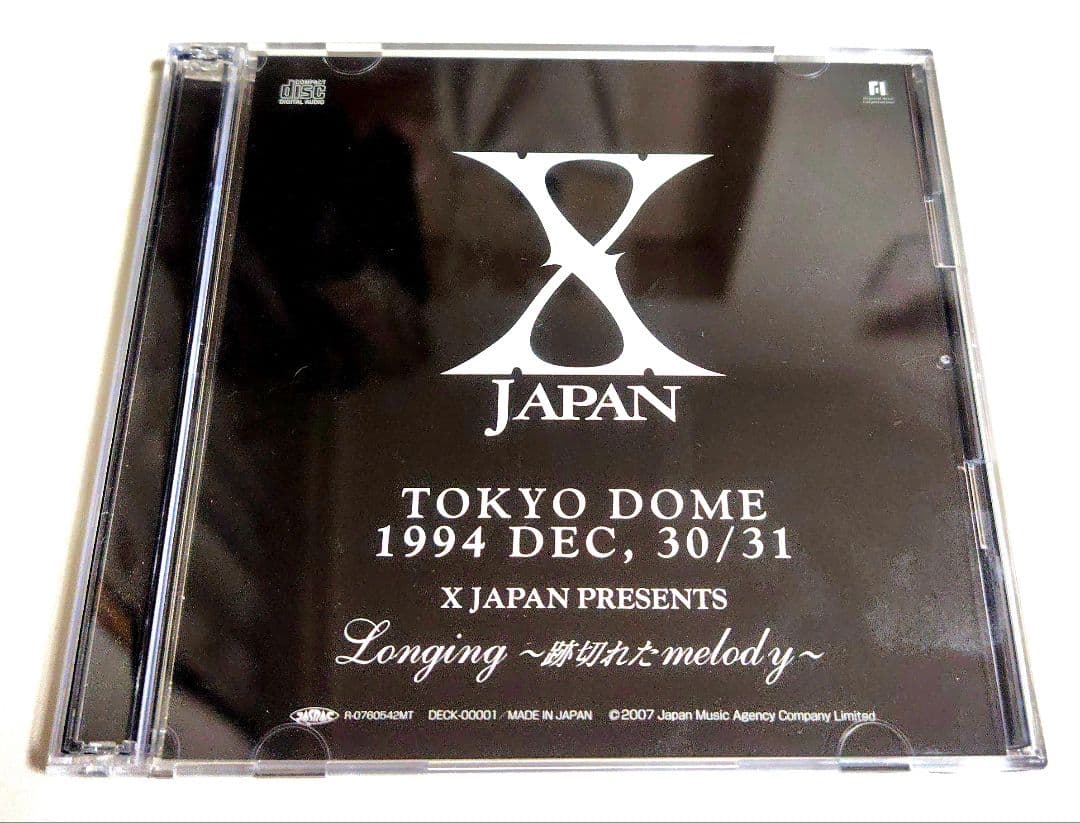 COMPACT
disc
DIGITAL AUDIO
X
JAPAN
TOKYO DOME
1994 DEC, 30/31
X JAPAN PRESENTS
Longing ~跡切れたmelody~
JASRAC R-0760542MT DECK-00001/MADE IN JAPAN ©2007 Japan Music Agency Company Limited